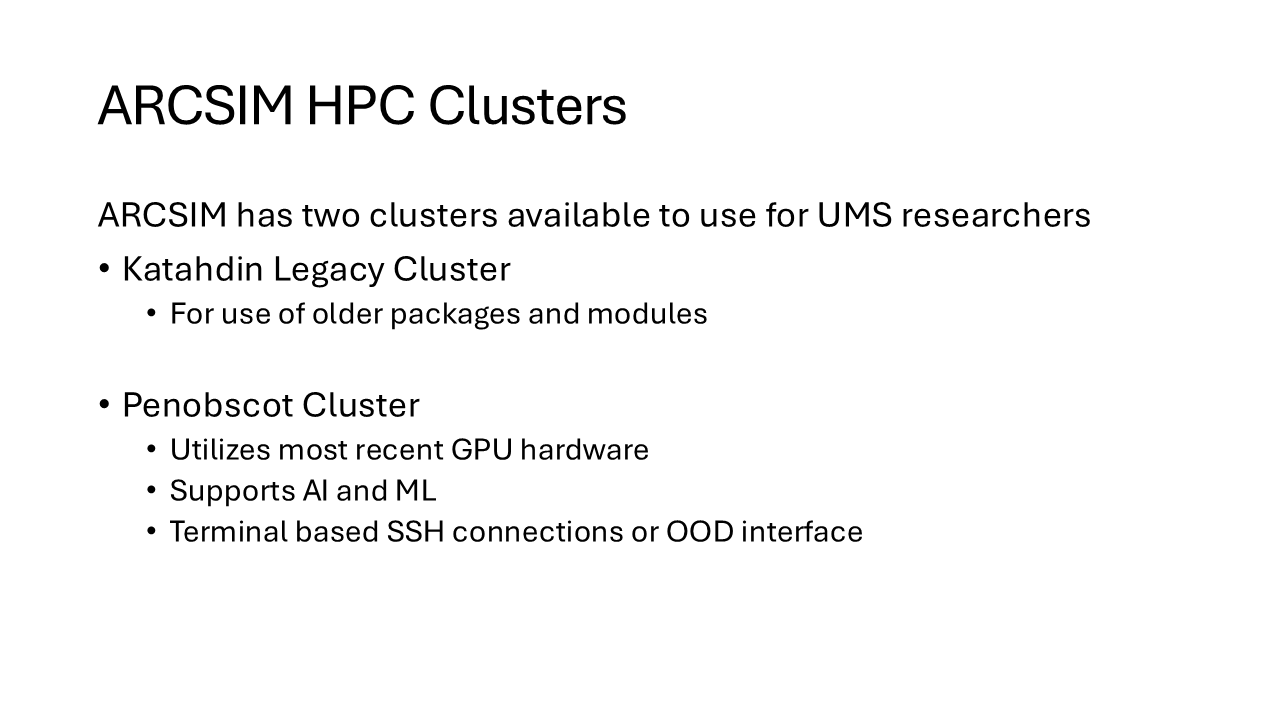 ARCSIM HPC Clusters
ARCSIM has two clusters available to use for UMS researchers
• Katahdin Legacy Cluster
• For use of older packages and modules
• Penobscot Cluster
• Utilizes most recent GPU hardware
• Supports AI and ML
• Terminal based SSH connections or OOD interface